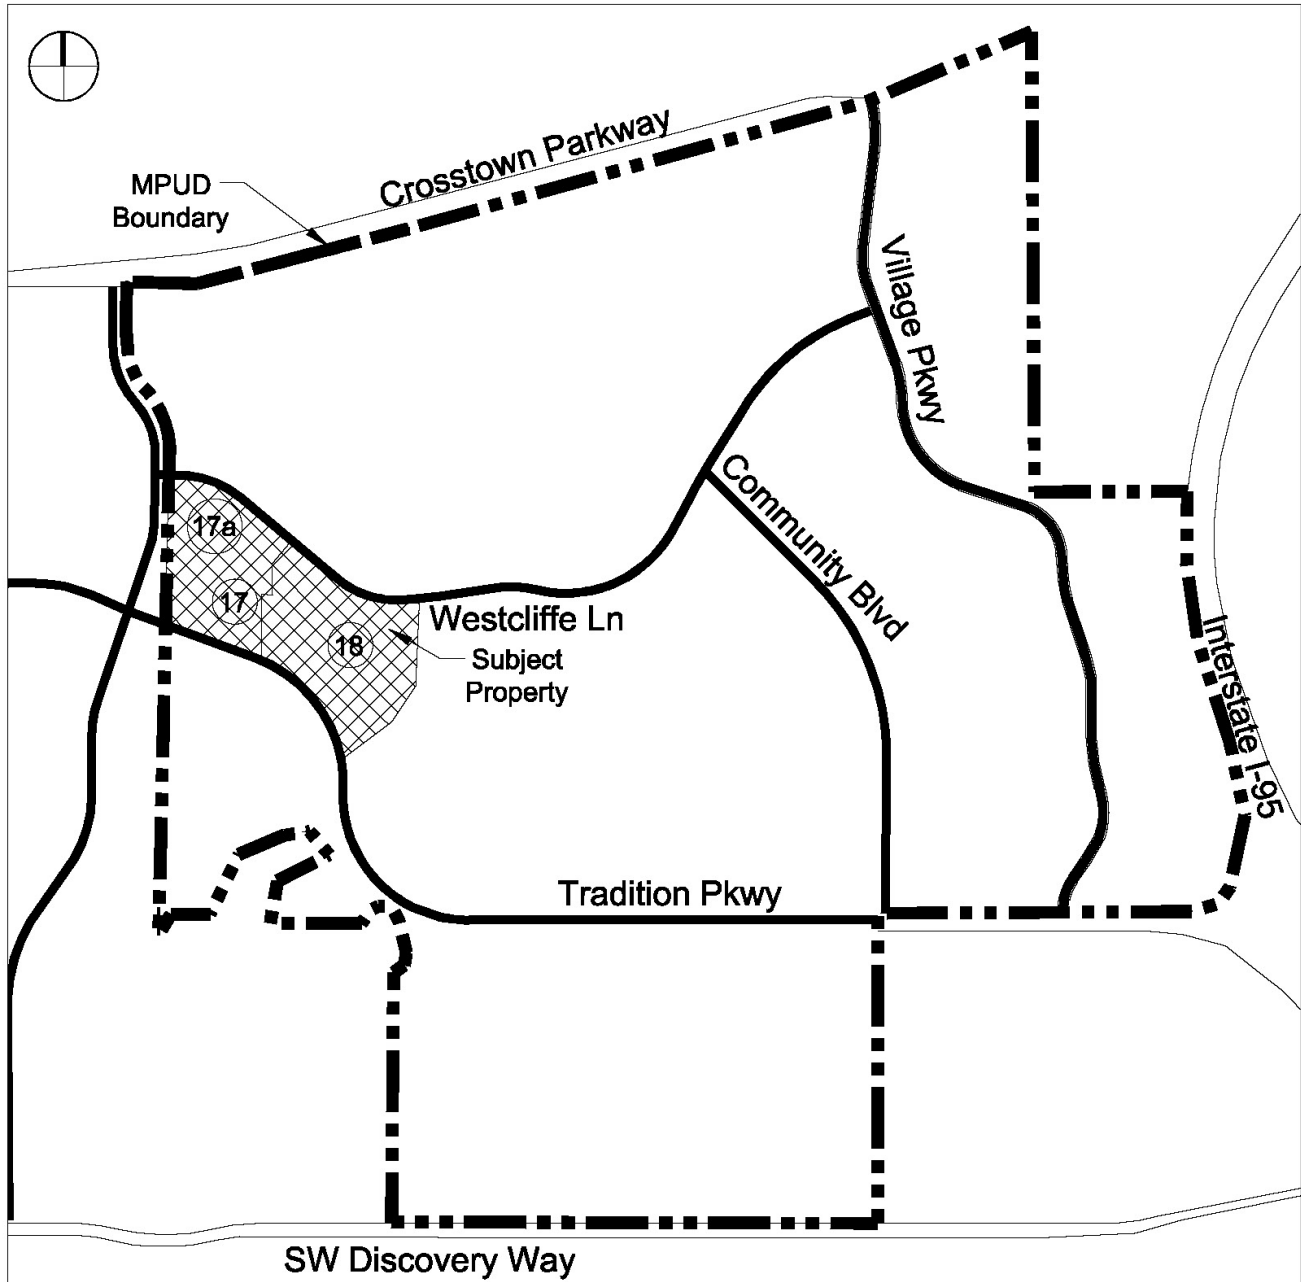 Crosstown Parkway
MPUD
Boundary
Village Pkwy
17a
Community Blvd
17
Westcliffe Ln
18
Subject
Property
Interstate I-95
Tradition Pkwy
SW Discovery Way